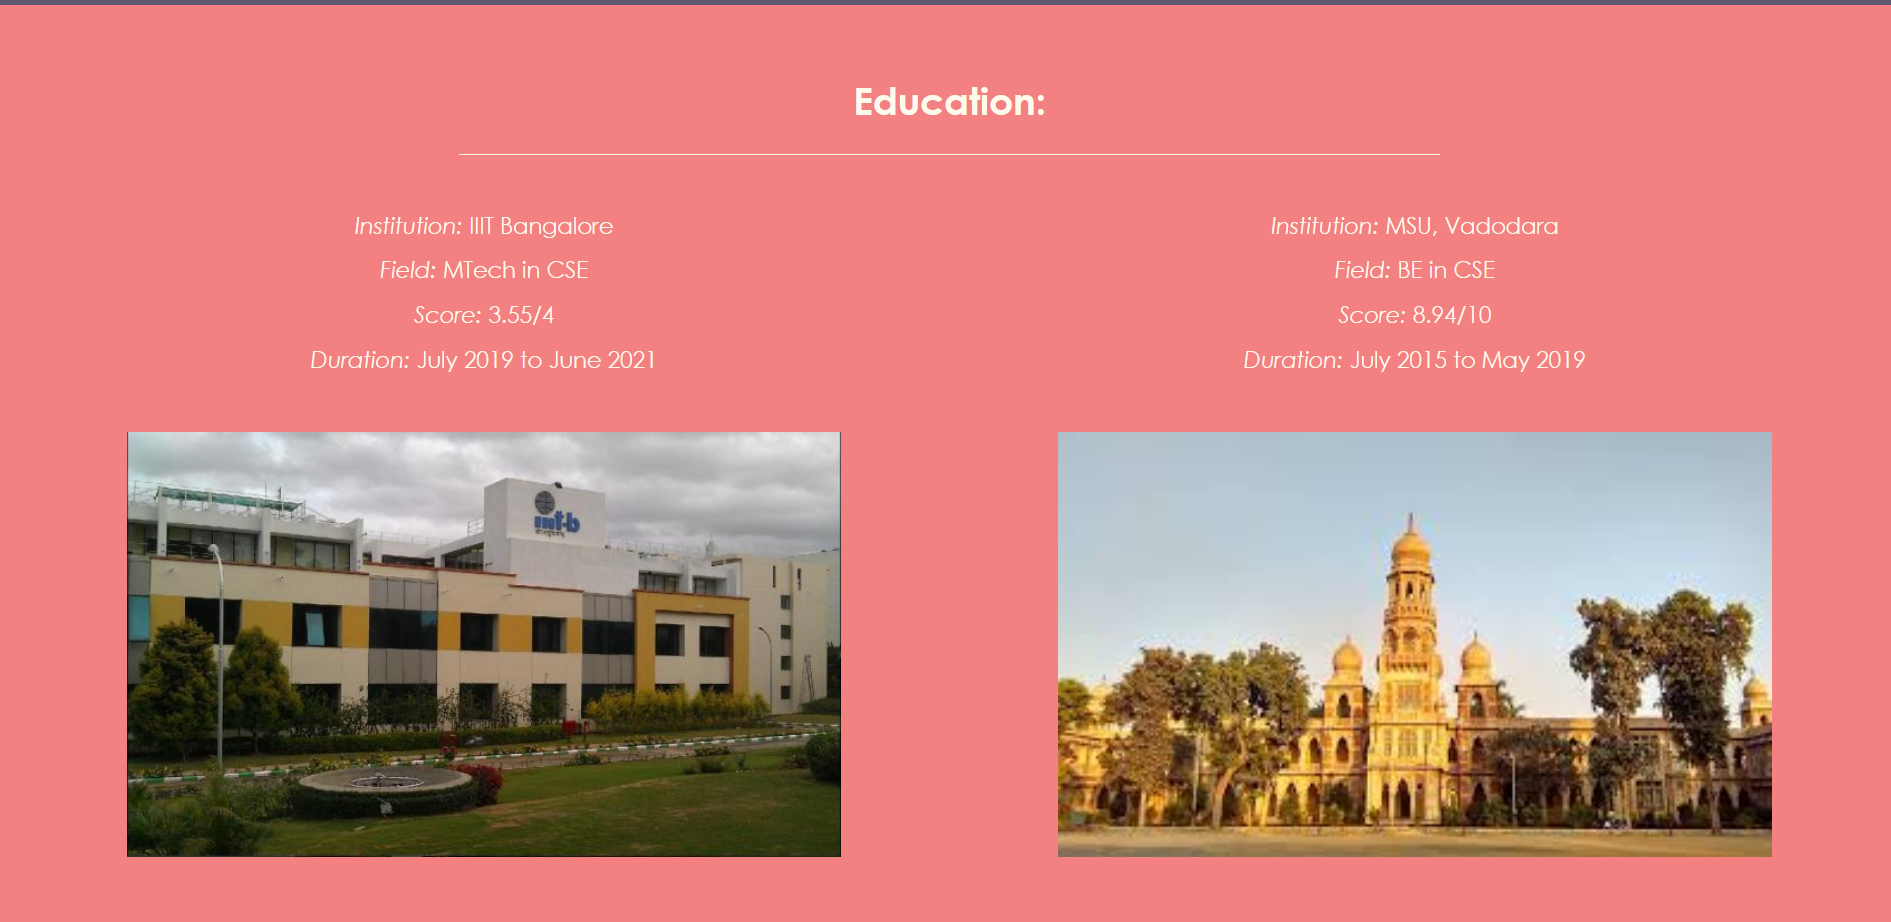 Education:
Institution: IIIT Bangalore
Field: MTech in CSE
Score: 3.55/4
Duration: July 2019 to June 2021
Institution: MSU, Vadodara
Field: BE in CSE
Score: 8.94/10
Duration: July 2015 to May 2019
iiit-b